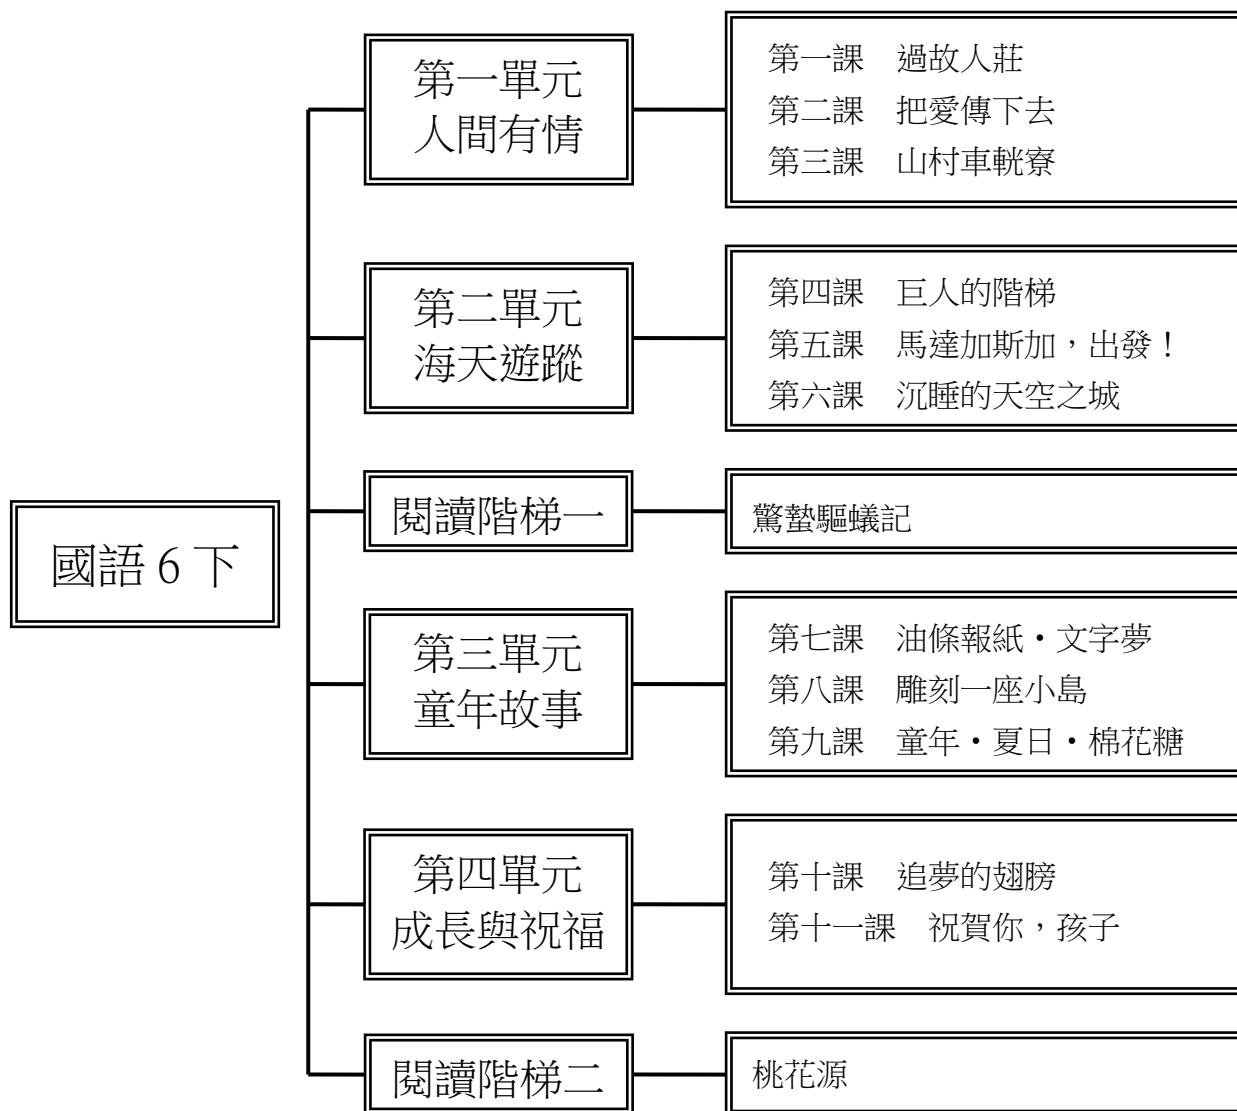 國語 6 下
第一單元
人間有情
第一課　過故人莊
第二課　把愛傳下去
第三課　山村車輄寮
第二單元
海天遊蹤
第四課　巨人的階梯
第五課　馬達加斯加，出發！
第六課　沉睡的天空之城
閱讀階梯一
驚蟄驅蟻記
第三單元
童年故事
第七課　油條報紙・文字夢
第八課　雕刻一座小島
第九課　童年・夏日・棉花糖
第四單元
成長與祝福
第十課　追夢的翅膀
第十一課　祝賀你，孩子
閱讀階梯二
桃花源